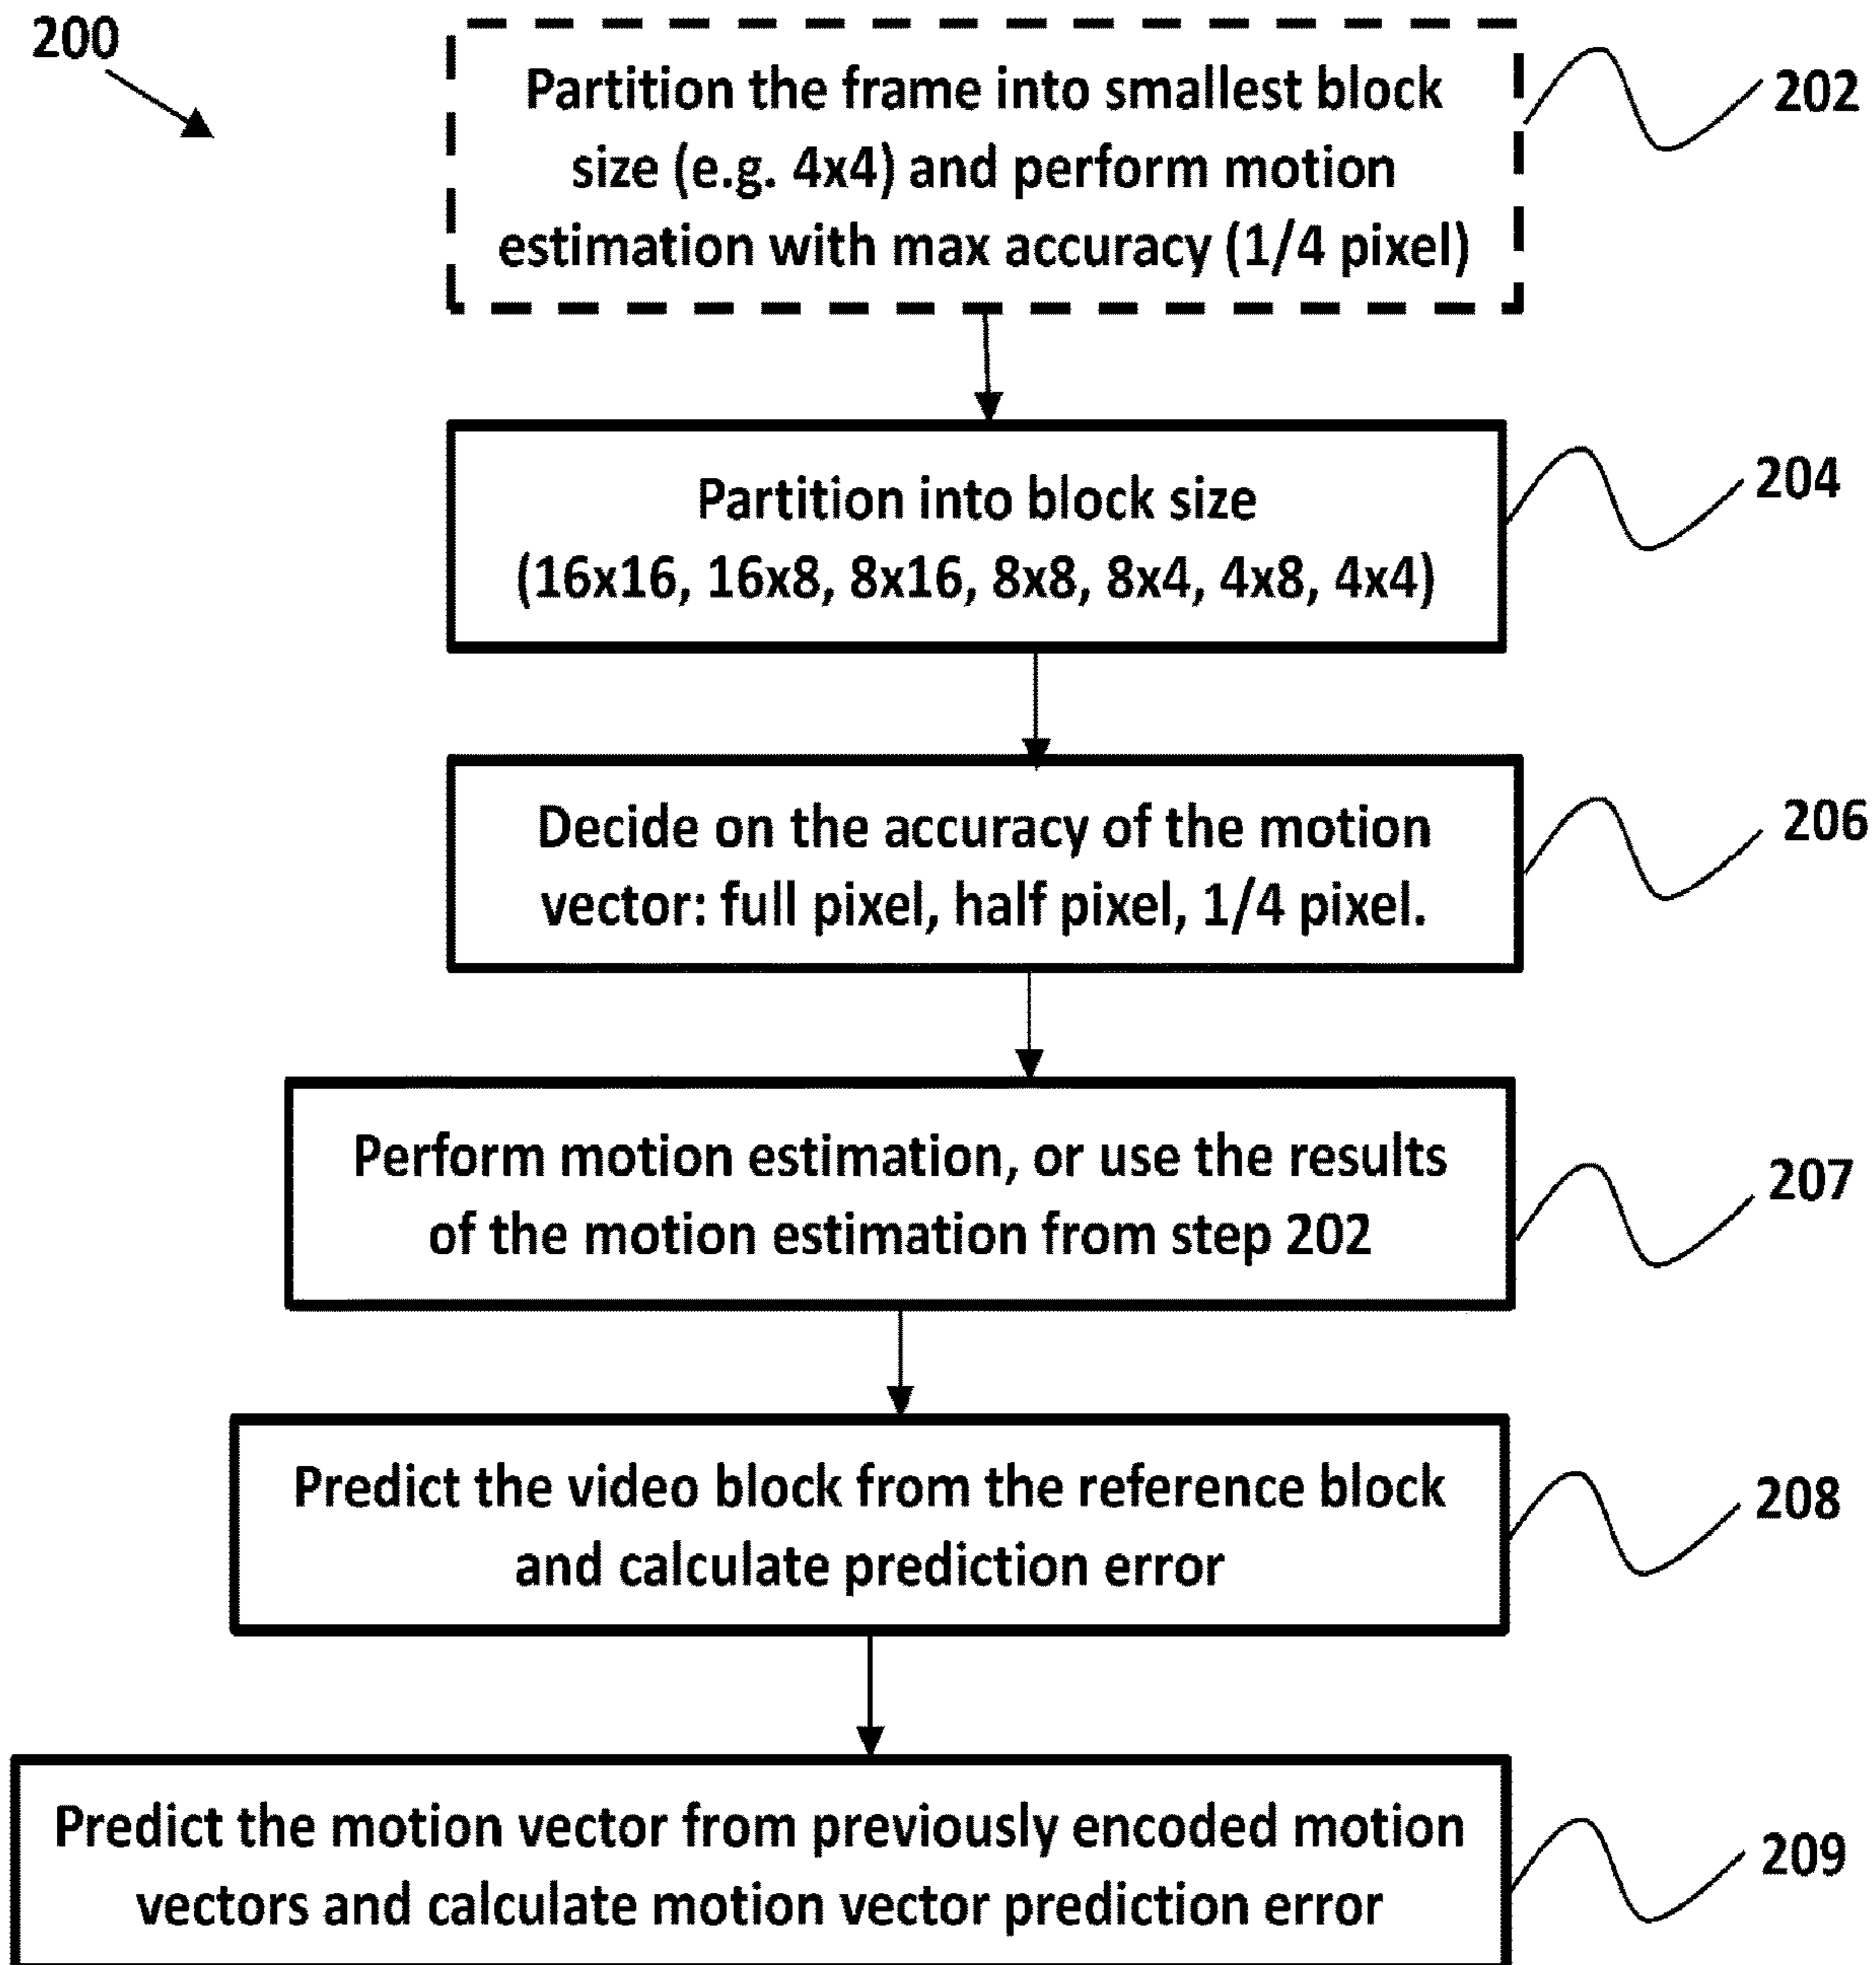 200
Partition the frame into smallest block
size (e.g. 4x4) and perform motion
estimation with max accuracy (1/4 pixel)
202
Partition into block size
(16x16, 16x8, 8x16, 8x8, 8x4, 4x8, 4x4)
204
Decide on the accuracy of the motion
vector: full pixel, half pixel, 1/4 pixel.
206
Perform motion estimation, or use the results
of the motion estimation from step 202
207
Predict the video block from the reference block
and calculate prediction error
208
Predict the motion vector from previously encoded motion
vectors and calculate motion vector prediction error
209